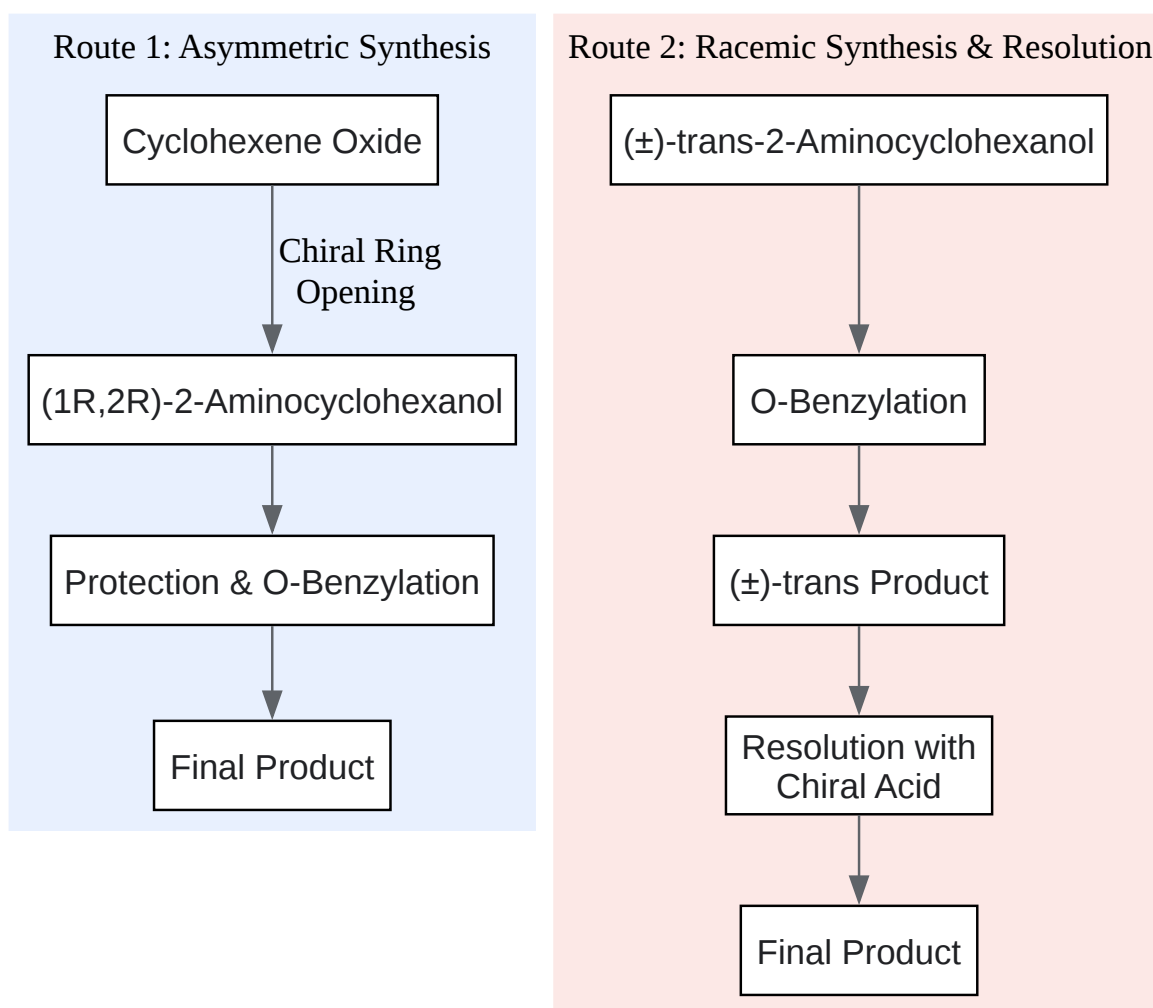 Route 1: Asymmetric Synthesis
Cyclohexene Oxide
Chiral Ring
Opening
(1R,2R)-2-Aminocyclohexanol
Protection & O-Benzylation
Final Product
Route 2: Racemic Synthesis & Resolution
(±)-trans-2-Aminocyclohexanol
O-Benzylation
(±)-trans Product
Resolution with
Chiral Acid
Final Product